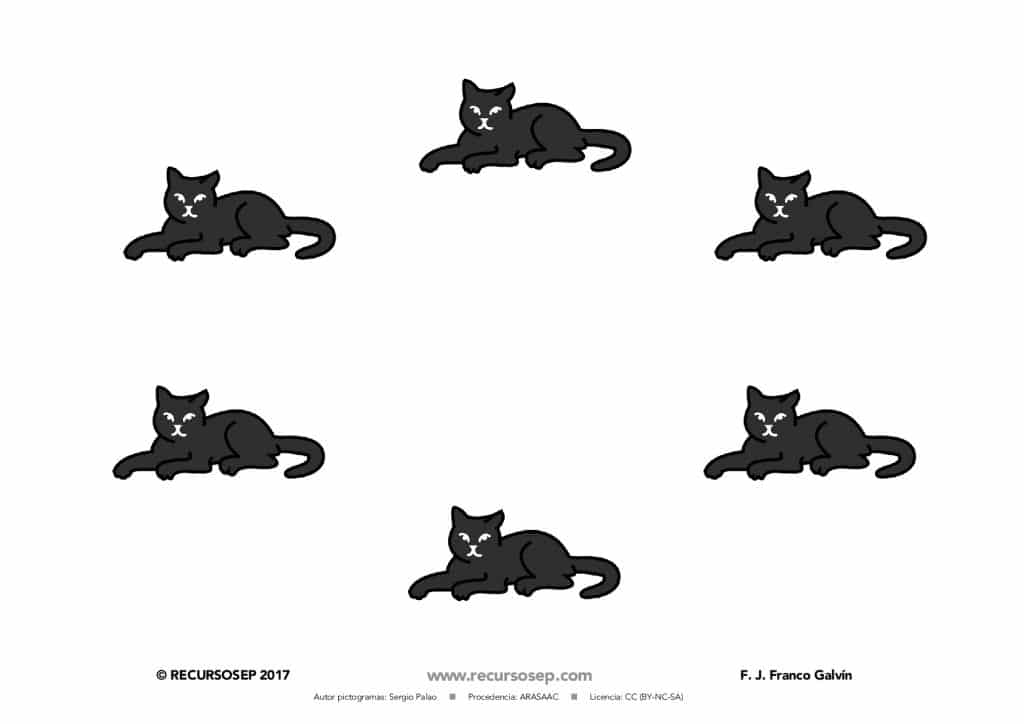 © RECURSOSEP 2017 www.recursosep.com F. J. Franco Galvín
Autor pictogramas: Sergio Palao ■ Procedencia: ARASAAC ■ Licencia: CC (BY-NC-SA)